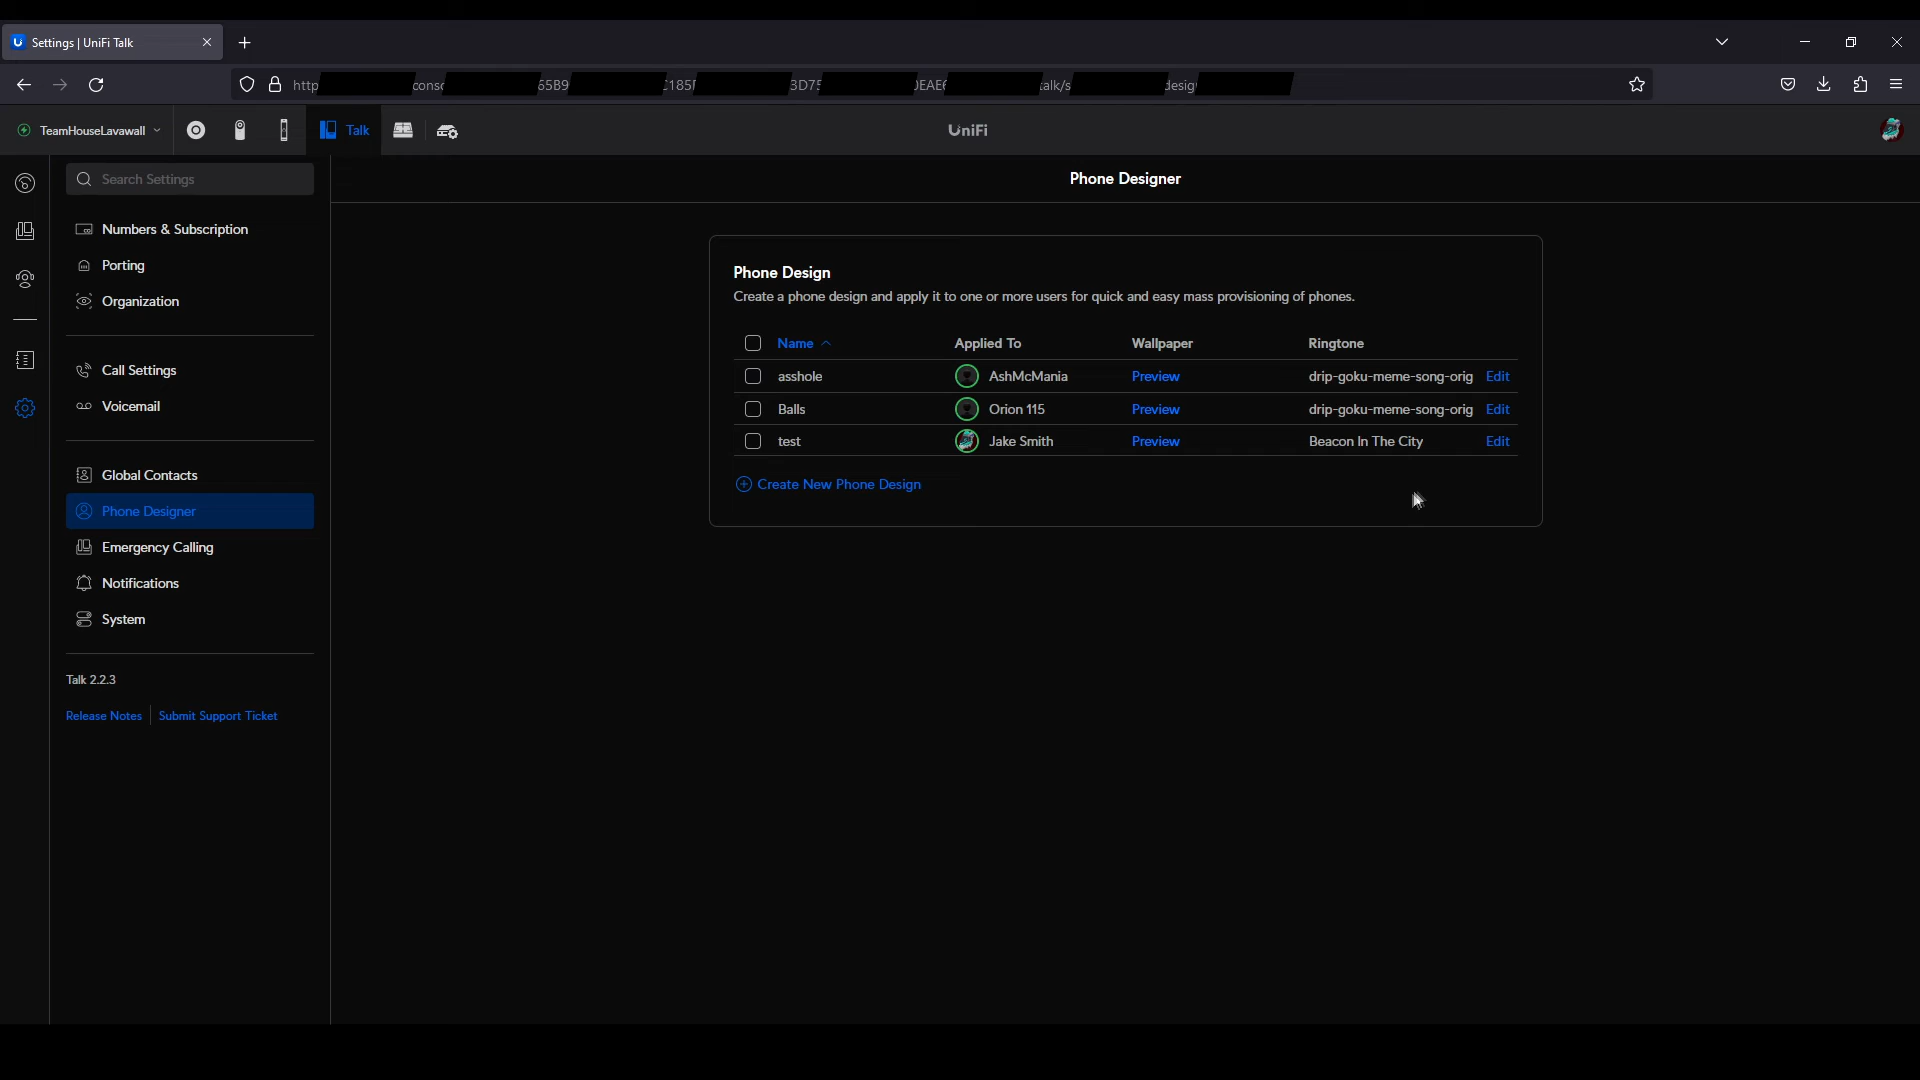 Settings | UniFi Talk
http conso 65B9 185 3D75 EAE talk/s desig
TeamHouseLavawall
Talk
UniFi
Search Settings
Phone Designer
Numbers & Subscription
Porting
Organization
Call Settings
Voicemail
Global Contacts
Phone Designer
Emergency Calling
Notifications
System
Talk 2.2.3
Release Notes
Submit Support Ticket
Phone Design
Create a phone design and apply it to one or more users for quick and easy mass provisioning of phones.
Name Applied To Wallpaper Ringtone
asshole AshMcMania Preview drip-goku-meme-song-orig Edit
Balls Orion 115 Preview drip-goku-meme-song-orig Edit
test Jake Smith Preview Beacon In The City Edit
Create New Phone Design